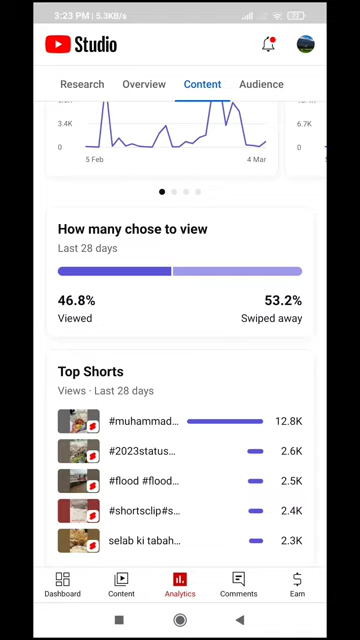 3:23 PM | 5.3KB/s
22
Studio
Research Overview Content Audience
3.4K
0
5 Feb 4 Mar
0
How many chose to view
Last 28 days
46.8% 53.2%
Viewed Swiped away
Top Shorts
Views · Last 28 days
#muhammad... 12.8K
#2023status... 2.6K
#flood #flood... 2.5K
#shortsclip#s... 2.4K
selab ki tabah... 2.3K
Dashboard Content Analytics Comments Earn